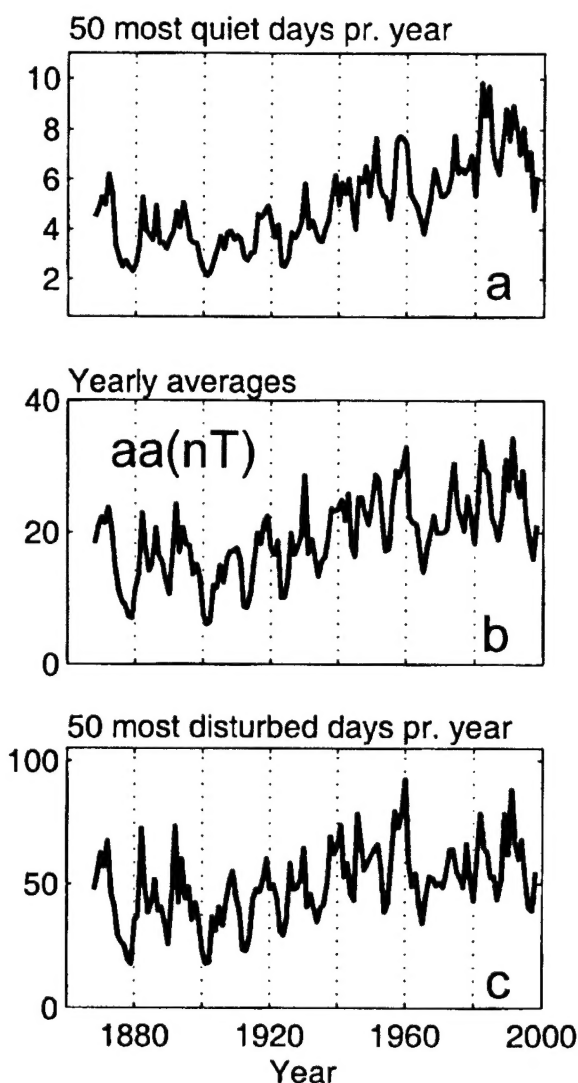 50 most quiet days pr. year
10
8
6
4
2
a
Yearly averages
40
aa(nT)
20
b
0
50 most disturbed days pr. year
100
50
c
0
1880 1920 1960 2000
Year